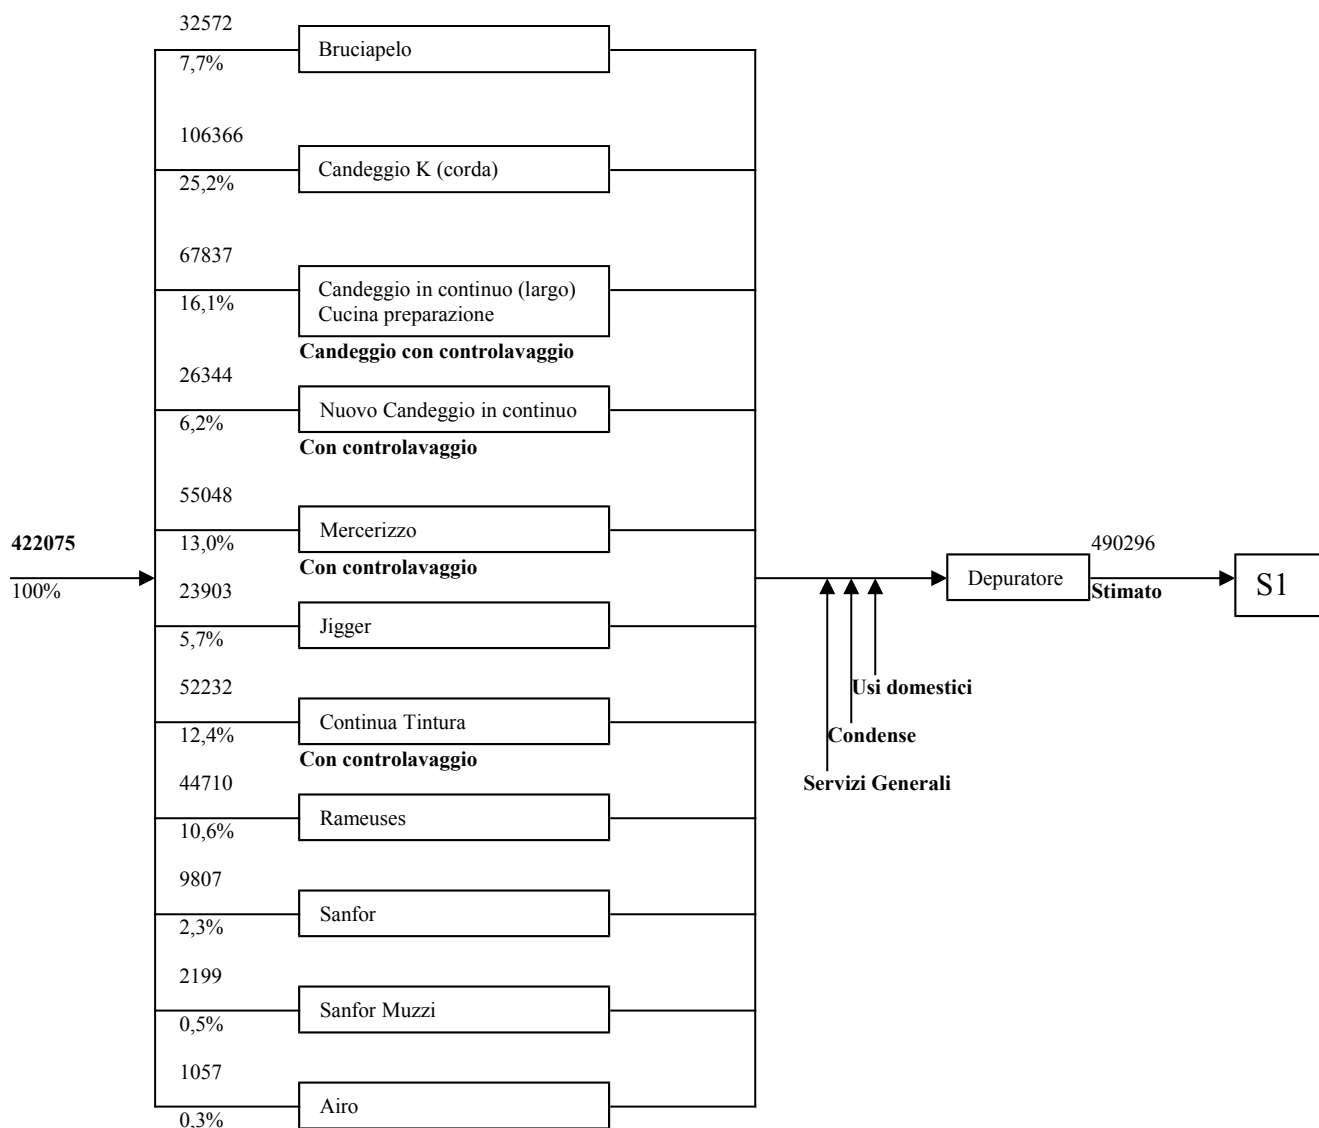 32572
Bruciapelo
7,7%
106366
Candeggio K (corda)
25,2%
67837
Candeggio in continuo (largo)
16,1%
Cucina preparazione
Candeggio con controlavaggio
26344
Nuovo Candeggio in continuo
6,2%
Con controlavaggio
55048
Mercerizzo
422075
13,0%
490296
Con controlavaggio
Depuratore
S1
100%
23903
Stimato
Jigger
5,7%
52232
Usi domestici
Continua Tintura
12,4%
Condense
Con controlavaggio
44710
Servizi Generali
Rameuses
10,6%
9807
Sanfor
2,3%
2199
Sanfor Muzzi
0,5%
1057
Airo
0,3%